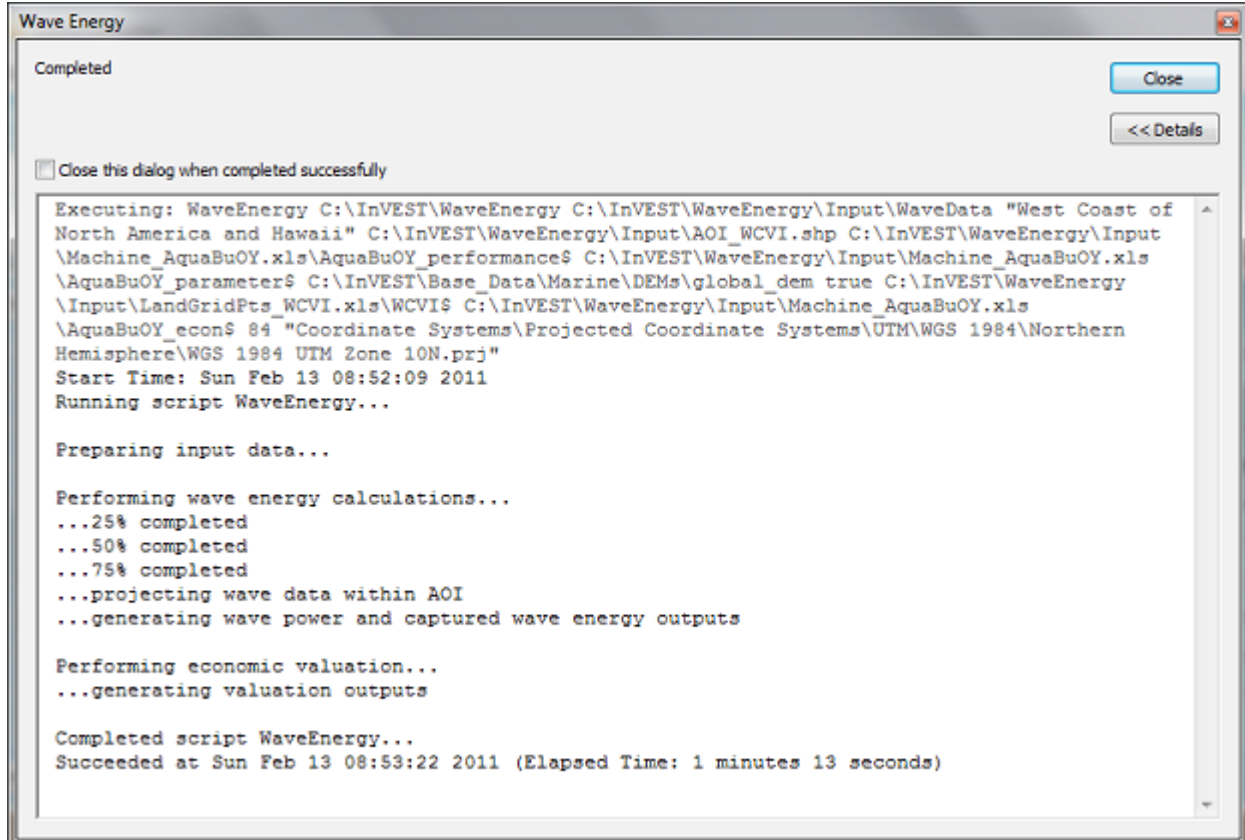 Wave Energy
Completed
Close
<< Details
Close this dialog when completed successfully
Executing: WaveEnergy C:\InVEST\WaveEnergy C:\InVEST\WaveEnergy\Input\WaveData "West Coast of
North America and Hawaii" C:\InVEST\WaveEnergy\Input\AOI_WCVI.shp C:\InVEST\WaveEnergy\Input
\Machine_AquaBuOY.xls\AquaBuOY_performance$ C:\InVEST\WaveEnergy\Input\Machine_AquaBuOY.xls
\AquaBuOY_parameter$ C:\InVEST\Base_Data\Marine\DEMs\global_dem true C:\InVEST\WaveEnergy
\Input\LandGridPts_WCVI.xls\WCVI$ C:\InVEST\WaveEnergy\Input\Machine_AquaBuOY.xls
\AquaBuOY_econ$ 84 "Coordinate Systems\Projected Coordinate Systems\UTM\WGS 1984\Northern
Hemisphere\WGS 1984 UTM Zone 10N.prj"
Start Time: Sun Feb 13 08:52:09 2011
Running script WaveEnergy...
Preparing input data...
Performing wave energy calculations...
...25% completed
...50% completed
...75% completed
...projecting wave data within AOI
...generating wave power and captured wave energy outputs
Performing economic valuation...
...generating valuation outputs
Completed script WaveEnergy...
Succeeded at Sun Feb 13 08:53:22 2011 (Elapsed Time: 1 minutes 13 seconds)